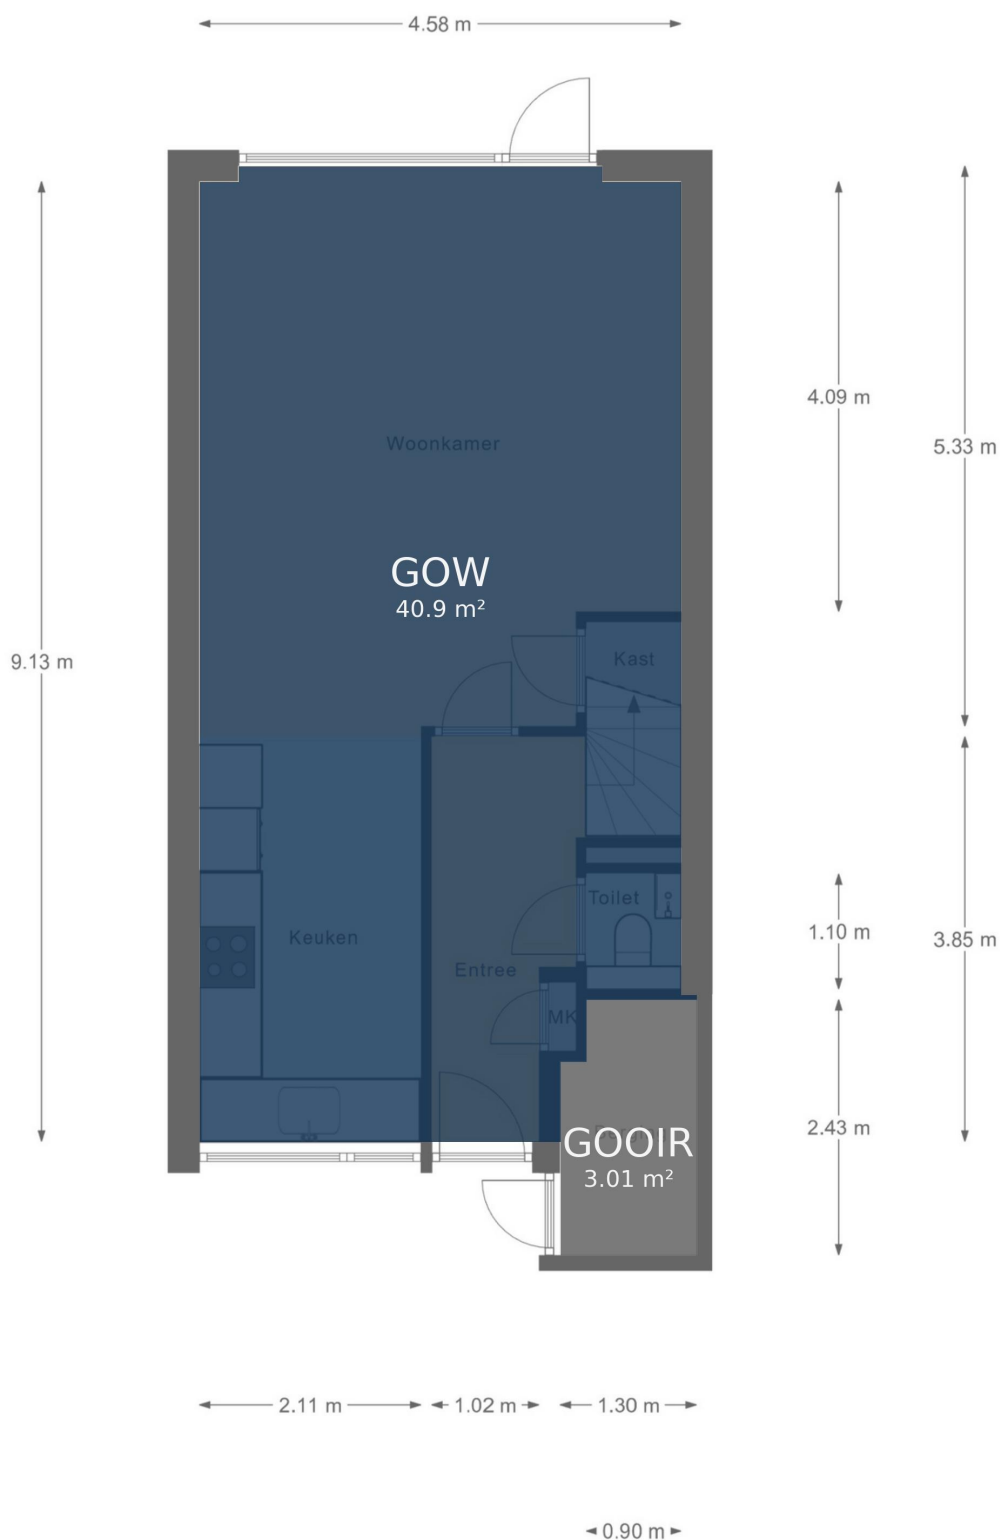 4.58 m
Woonkamer
4.09 m
5.33 m
GOW
40.9 m²
Kast
9.13 m
Toilet
1.10 m
3.85 m
Keuken
Entree
MK
2.43 m
Berging
GOOIR
3.01 m²
2.11 m
1.02 m
1.30 m
0.90 m